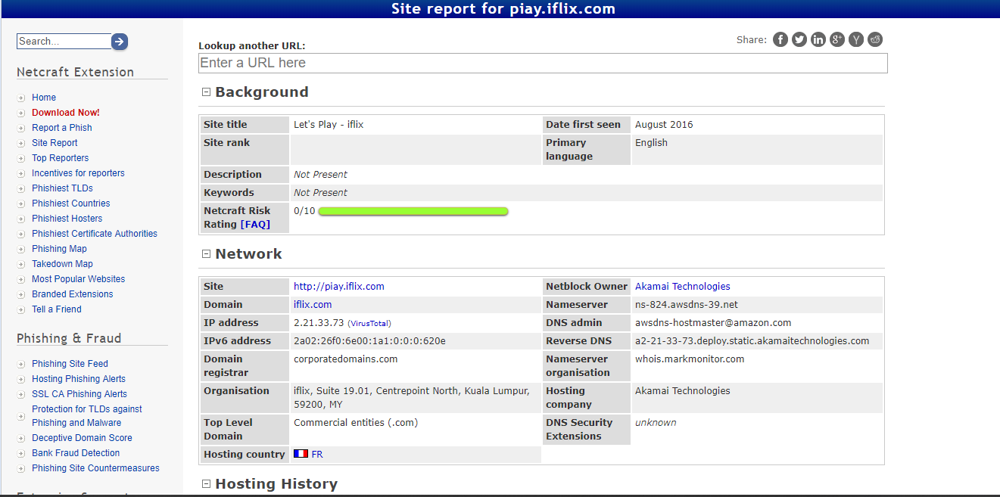 Site report for piay.iflix.com
Search...
Netcraft Extension
Home
Download Now!
Report a Phish
Site Report
Top Reporters
Incentives for reporters
Phishiest TLDs
Phishiest Countries
Phishiest Hosters
Phishiest Certificate Authorities
Phishing Map
Takedown Map
Most Popular Websites
Branded Extensions
Tell a Friend
Phishing & Fraud
Phishing Site Feed
Hosting Phishing Alerts
SSL CA Phishing Alerts
Protection for TLDs against
Phishing and Malware
Deceptive Domain Score
Bank Fraud Detection
Phishing Site Countermeasures
Share:
Lookup another URL:
Enter a URL here
Background
Site title Let's Play - iflix Date first seen August 2016
Site rank Primary language English
Description Not Present
Keywords Not Present
Netcraft Risk Rating [FAQ] 0/10
Network
Site http://piay.iflix.com Netblock Owner Akamai Technologies
Domain iflix.com Nameserver ns-824.awsdns-39.net
IP address 2.21.33.73 (VirusTotal) DNS admin awsdns-hostmaster@amazon.com
IPv6 address 2a02:26f0:6e00:1a1:0:0:0:620e Reverse DNS a2-21-33-73.deploy.static.akamaitechnologies.com
Domain registrar corporatedomains.com Nameserver organisation whois.markmonitor.com
Organisation iflix, Suite 19.01, Centrepoint North, Kuala Lumpur, 59200, MY Hosting company Akamai Technologies
Top Level Domain Commercial entities (.com) DNS Security Extensions unknown
Hosting country FR
Hosting History